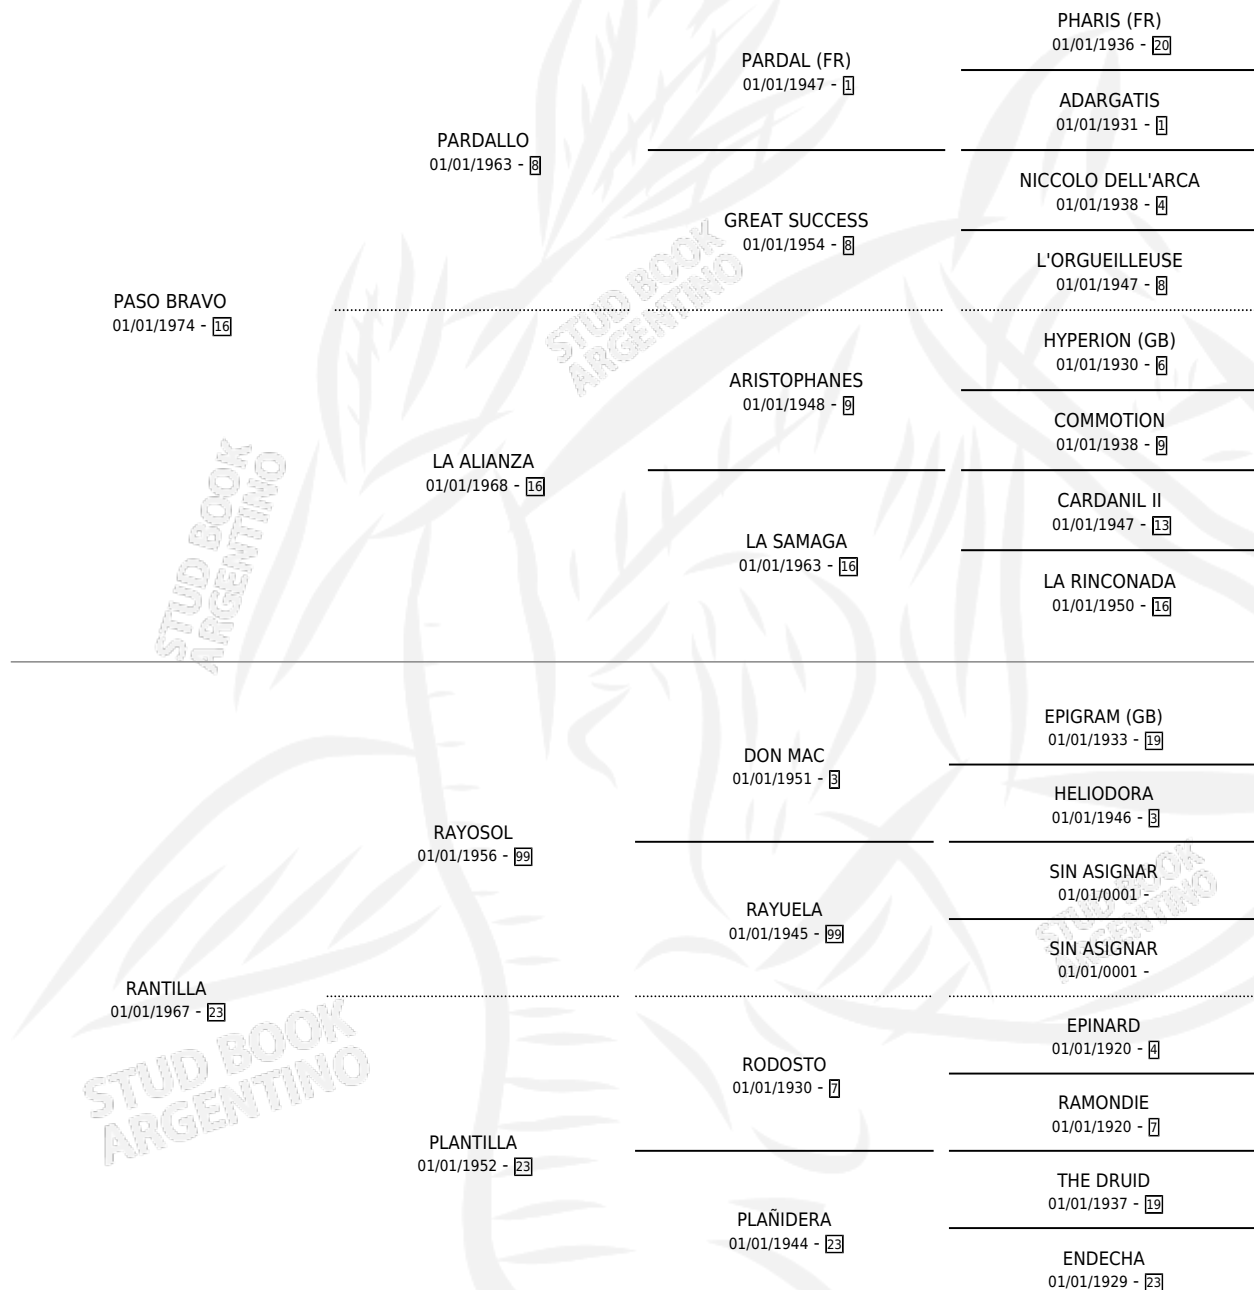 PHARIS (FR)
01/01/1936 - 20
PARDAL (FR)
01/01/1947 - 1
ADARGATIS
01/01/1931 - 1
PARDALLO
01/01/1963 - 8
NICCOLO DELL'ARCA
01/01/1938 - 4
GREAT SUCCESS
01/01/1954 - 8
L'ORGUEILLEUSE
01/01/1947 - 8
PASO BRAVO
01/01/1974 - 16
HYPERION (GB)
01/01/1930 - 6
ARISTOPHANES
01/01/1948 - 9
COMMOTION
01/01/1938 - 9
LA ALIANZA
01/01/1968 - 16
CARDANIL II
01/01/1947 - 13
LA SAMAGA
01/01/1963 - 16
LA RINCONADA
01/01/1950 - 16
EPIGRAM (GB)
01/01/1933 - 19
DON MAC
01/01/1951 - 3
HELIODORA
01/01/1946 - 3
RAYOSOL
01/01/1956 - 99
SIN ASIGNAR
01/01/0001 -
RAYUELA
01/01/1945 - 99
SIN ASIGNAR
01/01/0001 -
RANTILLA
01/01/1967 - 23
EPINARD
01/01/1920 - 4
RODOSTO
01/01/1930 - 7
RAMONDIE
01/01/1920 - 7
PLANTILLA
01/01/1952 - 23
THE DRUID
01/01/1937 - 19
PLAÑIDERA
01/01/1944 - 23
ENDECHA
01/01/1929 - 23
STUD BOOK
ARGENTINO
STUD BOOK
ARGENTINO
STUD BOOK
ARGENTINO
STUD BOOK
ARGENTINO